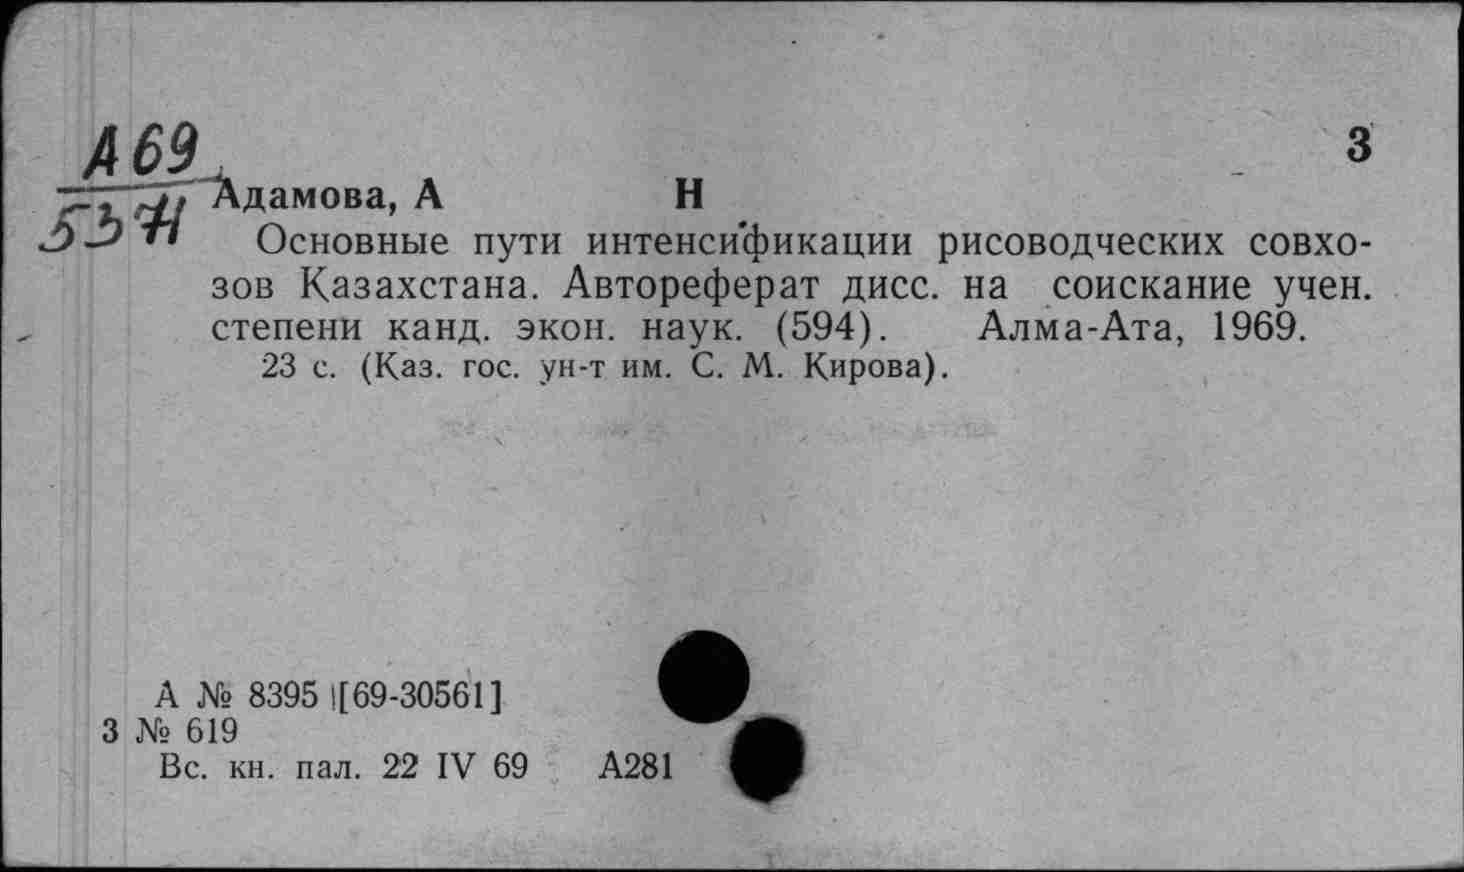 А69
З
Адамова, А Н
Основные пути интенсификации рисоводческих совхо-
зов Казахстана. Автореферат дисс. на соискание учен.
степени канд. экон. наук. (594). Алма-Ата, 1969.
23 с. (Каз. гос. ун-т им. С. М. Кирова).
А № 8395 [69-30561]
З № 619
Вс. кн. пал. 22 IV 69 А281